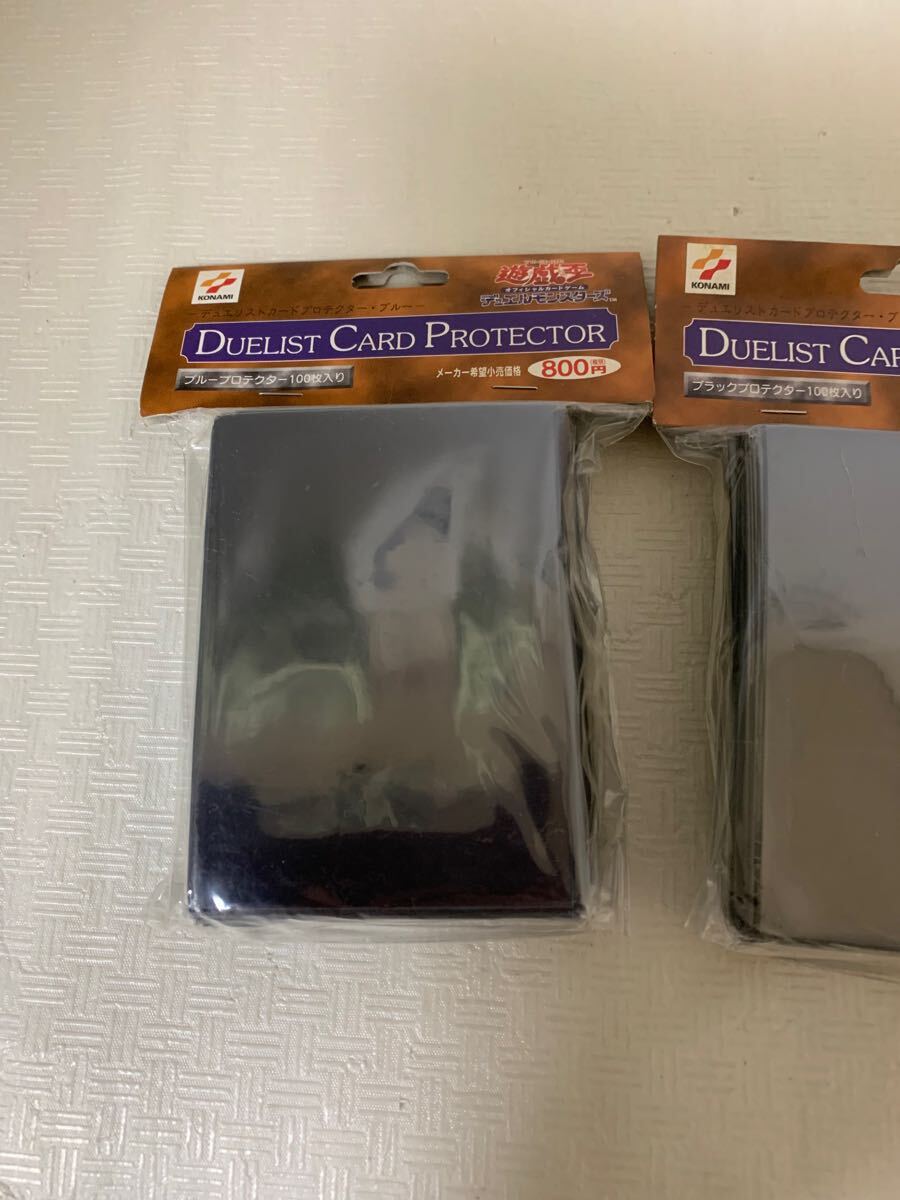 KONAMI
遊戯王
オフィシャルカードゲーム
デュエルモンスターズ™
デュエリストカードプロテクター・ブルー
DUELIST CARD PROTECTOR
ブループロテクター100枚入り
メーカー希望小売価格 800円
KONAMI
デュエリストカードプロテクター・ブ
DUELIST CAR
ブラックプロテクター100枚入り